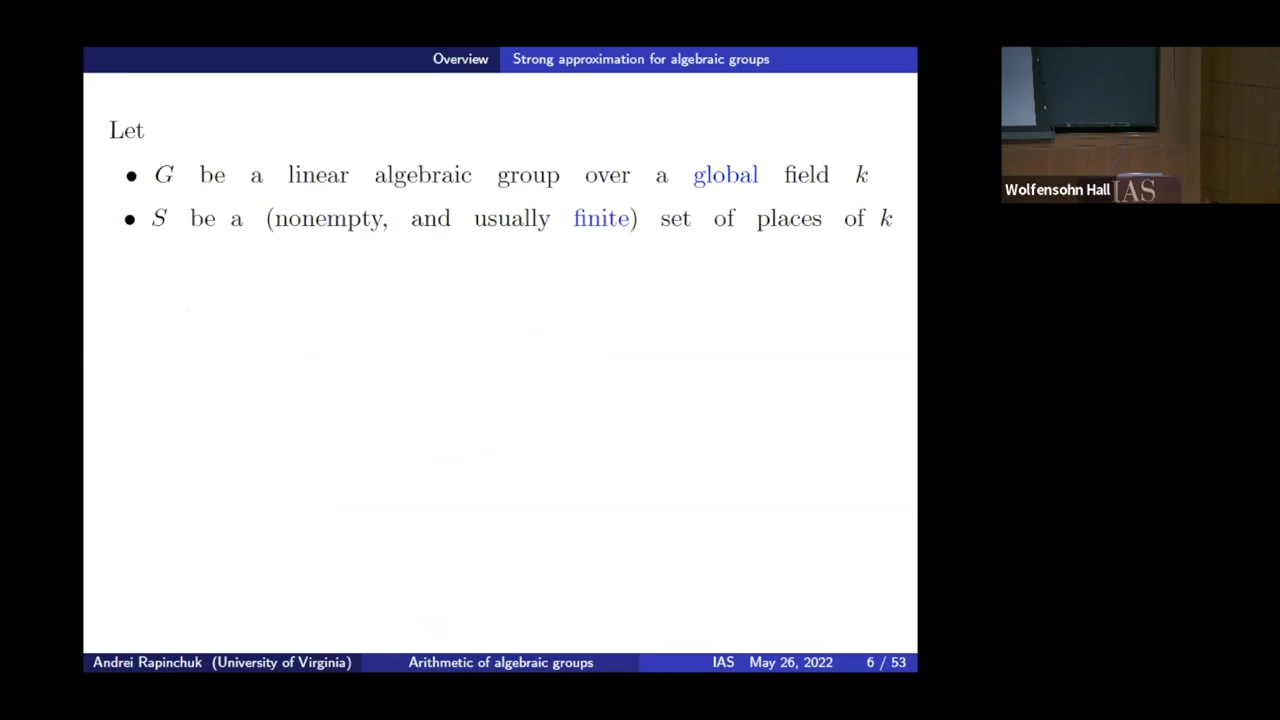 Overview Strong approximation for algebraic groups
Let
• G be a linear algebraic group over a global field k
• S be a (nonempty, and usually finite) set of places of k
Wolfensohn Hall
IAS
Andrei Rapinchuk (University of Virginia) Arithmetic of algebraic groups IAS May 26, 2022 6 / 53